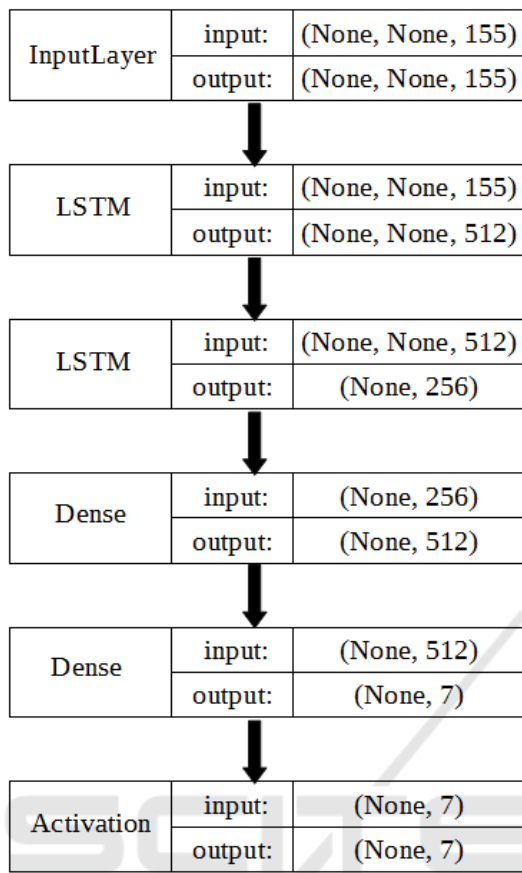 InputLayer input: (None, None, 155)
output: (None, None, 155)
LSTM input: (None, None, 155)
output: (None, None, 512)
LSTM input: (None, None, 512)
output: (None, 256)
Dense input: (None, 256)
output: (None, 512)
Dense input: (None, 512)
output: (None, 7)
Activation input: (None, 7)
output: (None, 7)
SCITE